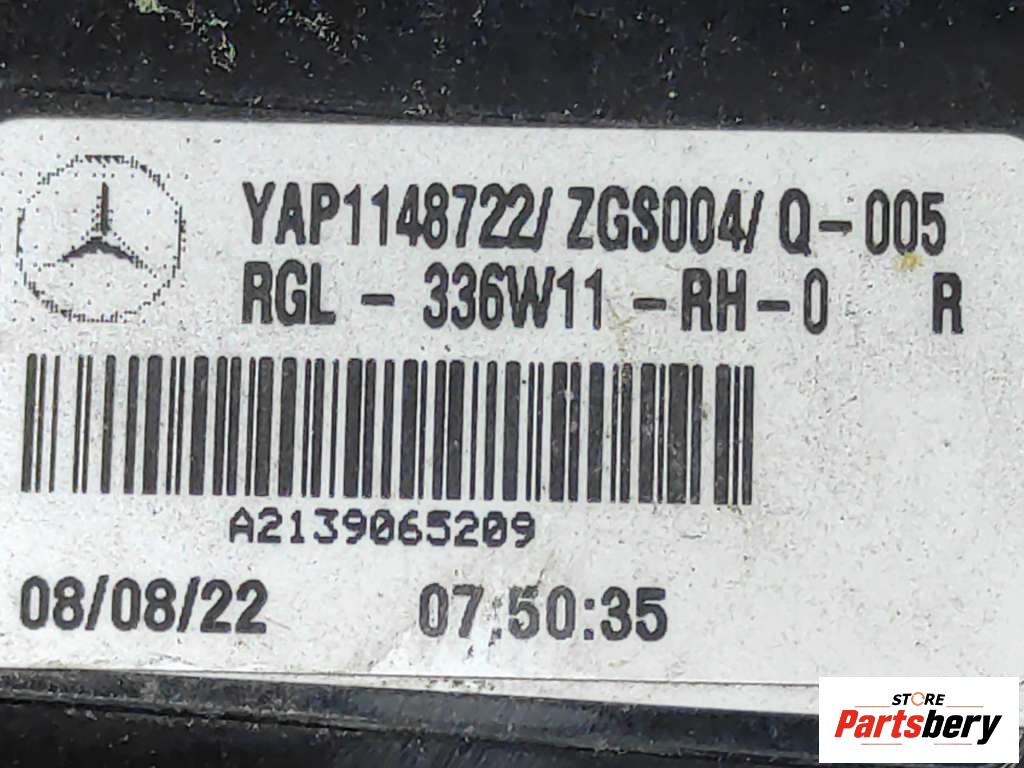 YAP1148722/ ZGS004/ Q-005
RGL - 336W11 -RH-0 R
A2139065209
08/08/22 07:50:35
STORE
Partsbery